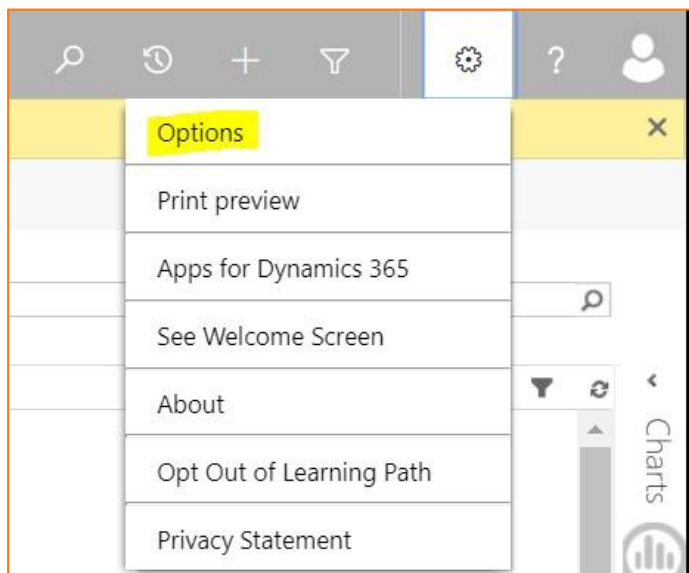 ?
Options
Print preview
Apps for Dynamics 365
See Welcome Screen
About
Opt Out of Learning Path
Privacy Statement
Charts